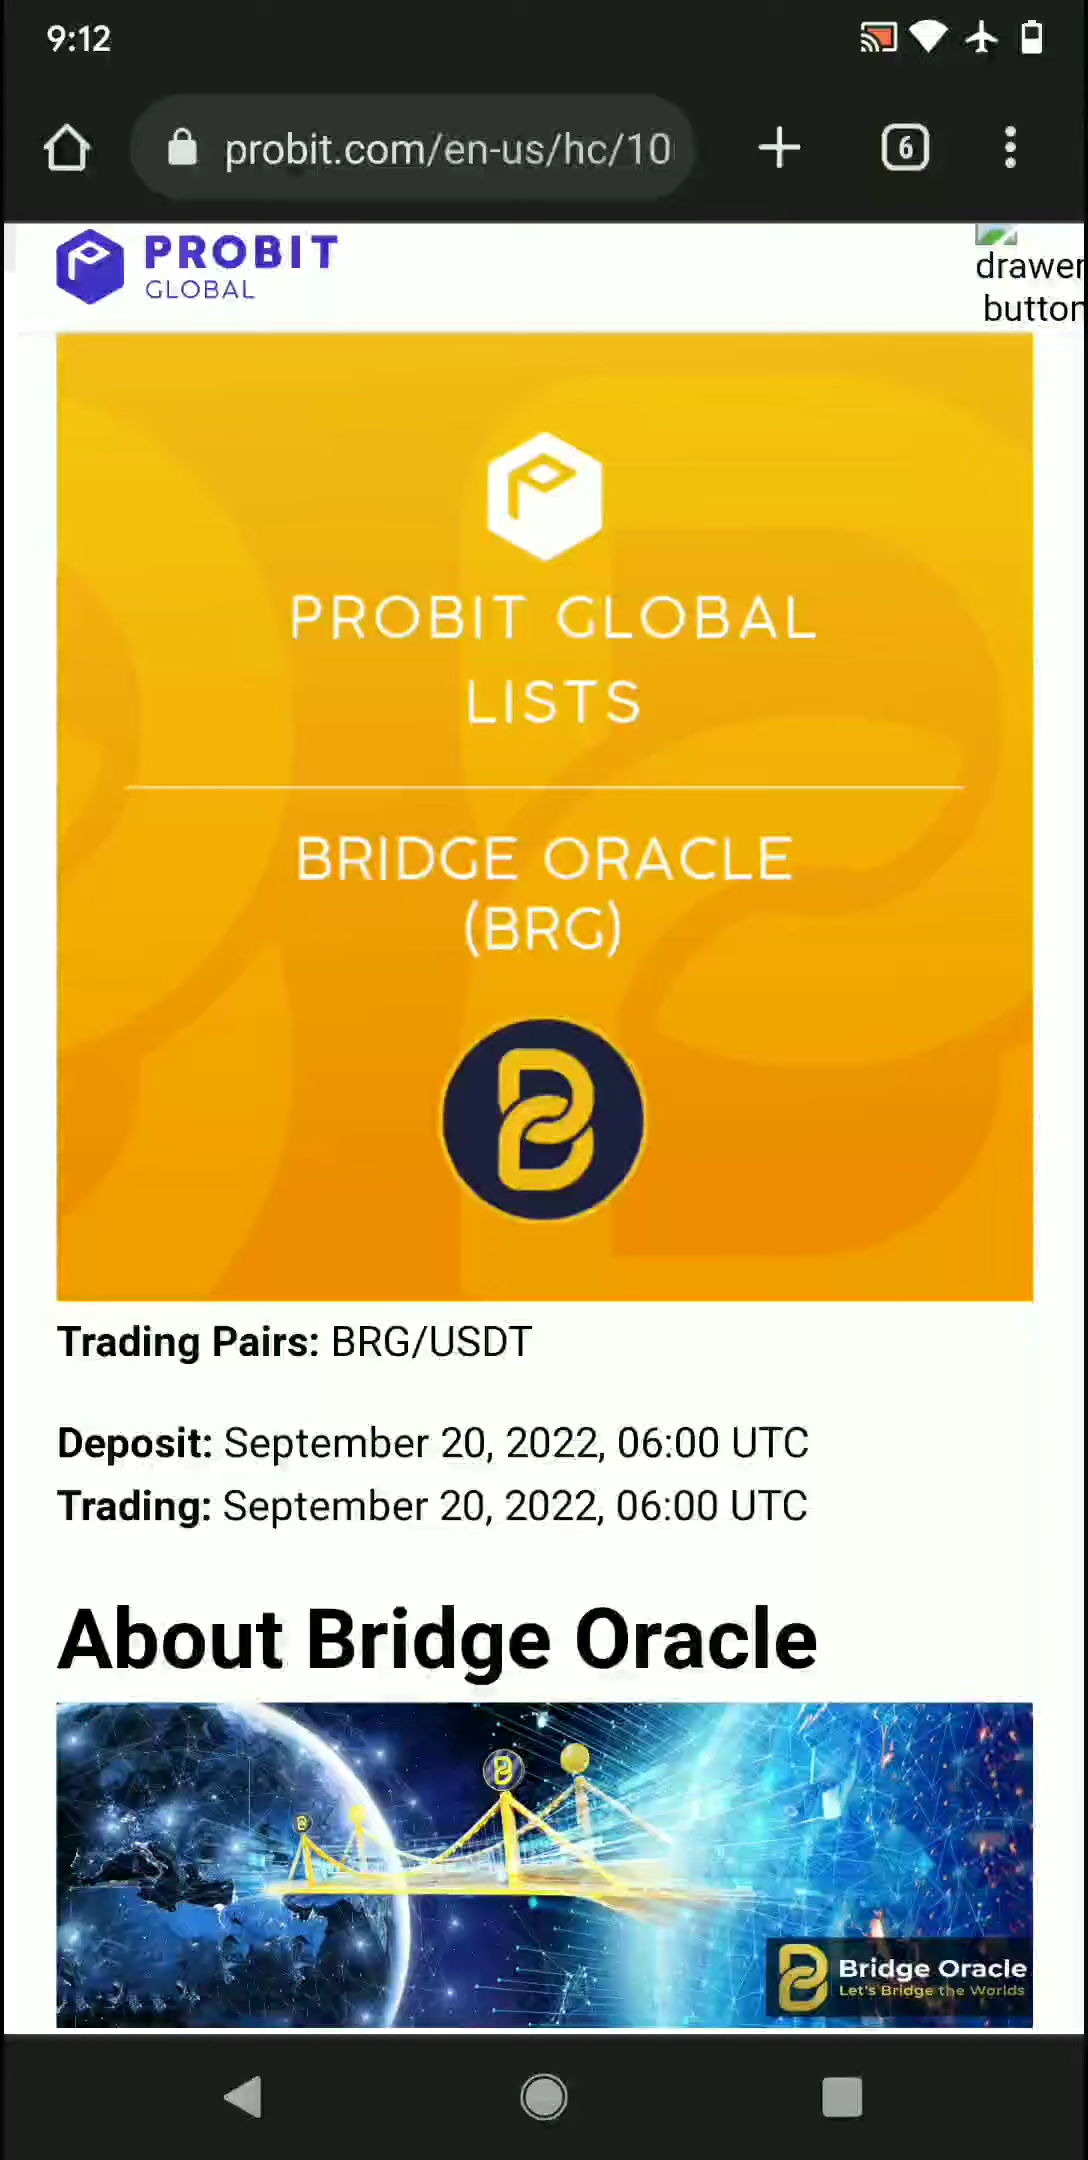 9:12
probit.com/en-us/hc/10
6
PROBIT
GLOBAL
drawer
button
PROBIT GLOBAL
LISTS
BRIDGE ORACLE
(BRG)
Trading Pairs: BRG/USDT
Deposit: September 20, 2022, 06:00 UTC
Trading: September 20, 2022, 06:00 UTC
About Bridge Oracle
Bridge Oracle
Let's Bridge the Worlds